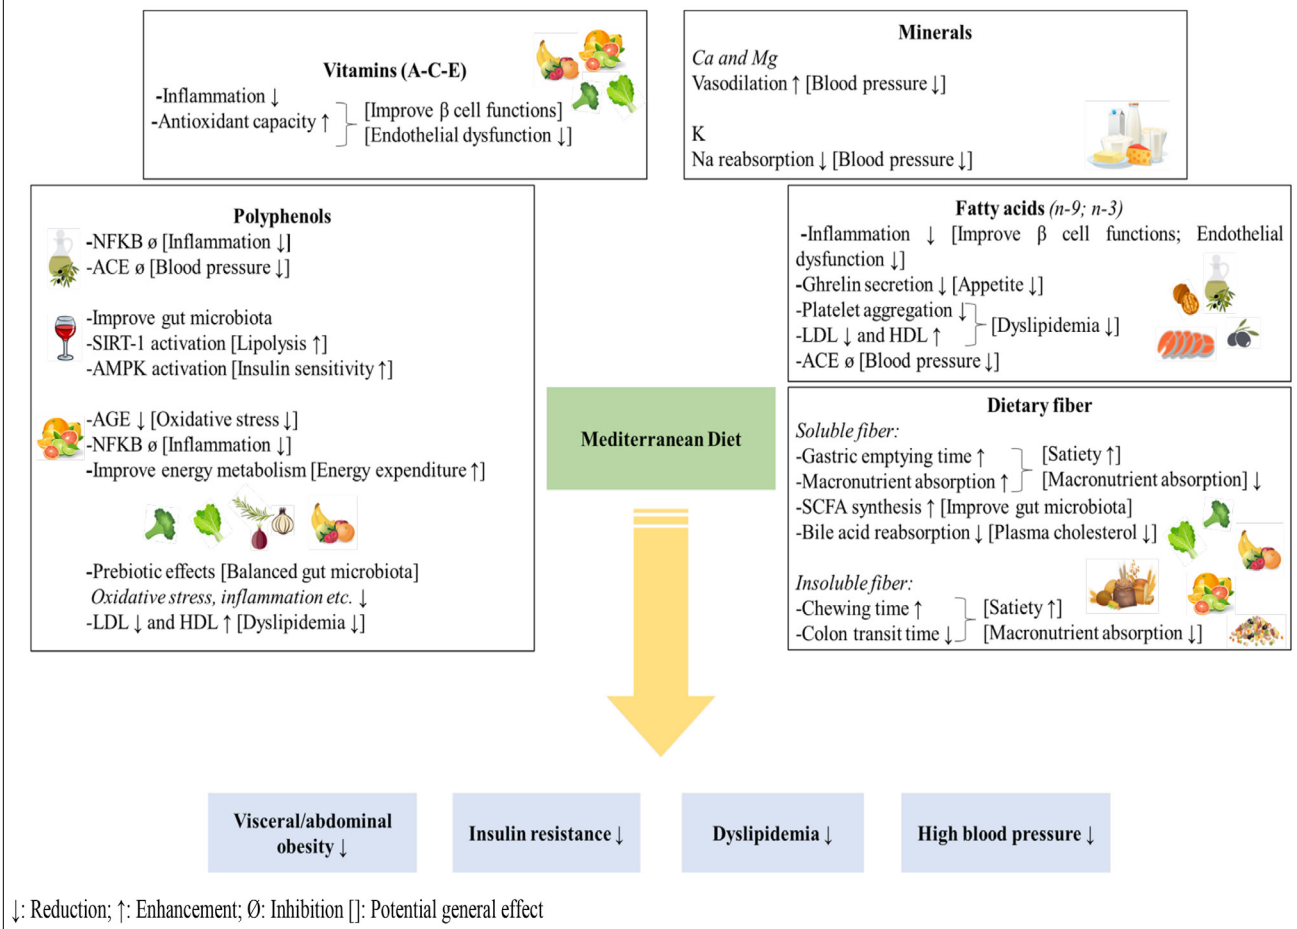 Vitamins (A-C-E)
-Inflammation ↓
-Antioxidant capacity ↑
[Improve β cell functions]
[Endothelial dysfunction ↓]
Minerals
Ca and Mg
Vasodilation ↑ [Blood pressure ↓]
K
Na reabsorption ↓ [Blood pressure ↓]
Polyphenols
-NFKB ø [Inflammation ↓]
-ACE ø [Blood pressure ↓]
-Improve gut microbiota
-SIRT-1 activation [Lipolysis ↑]
-AMPK activation [Insulin sensitivity ↑]
-AGE ↓ [Oxidative stress ↓]
-NFKB ø [Inflammation ↓]
-Improve energy metabolism [Energy expenditure ↑]
-Prebiotic effects [Balanced gut microbiota]
Oxidative stress, inflammation etc. ↓
-LDL ↓ and HDL ↑ [Dyslipidemia ↓]
Fatty acids (n-9; n-3)
-Inflammation ↓ [Improve β cell functions; Endothelial
dysfunction ↓]
-Ghrelin secretion ↓ [Appetite ↓]
-Platelet aggregation ↓
-LDL ↓ and HDL ↑
[Dyslipidemia ↓]
-ACE ø [Blood pressure ↓]
Mediterranean Diet
Dietary fiber
Soluble fiber:
-Gastric emptying time ↑
-Macronutrient absorption ↑
[Satiety ↑]
[Macronutrient absorption] ↓
-SCFA synthesis ↑ [Improve gut microbiota]
-Bile acid reabsorption ↓ [Plasma cholesterol ↓]
Insoluble fiber:
-Chewing time ↑
-Colon transit time ↓
[Satiety ↑]
[Macronutrient absorption ↓]
Visceral/abdominal
obesity ↓
Insulin resistance ↓
Dyslipidemia ↓
High blood pressure ↓
↓: Reduction; ↑: Enhancement; Ø: Inhibition []: Potential general effect